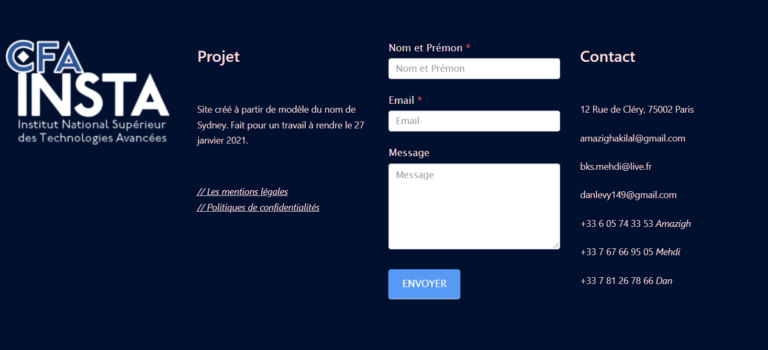 CFA
INSTA
Institut National Supérieur
des Technologies Avancées
Projet
Site créé à partir de modèle du nom de
Sydney. Fait pour un travail à rendre le 27
janvier 2021.
// Les mentions légales
// Politiques de confidentialités
Nom et Prémon *
Nom et Prémon
Email *
Email
Message
Message
ENVOYER
Contact
12 Rue de Cléry, 75002 Paris
amazighakilal@gmail.com
bks.mehdi@live.fr
danlevy149@gmail.com
+33 6 05 74 33 53 Amazigh
+33 7 67 66 95 05 Mehdi
+33 7 81 26 78 66 Dan